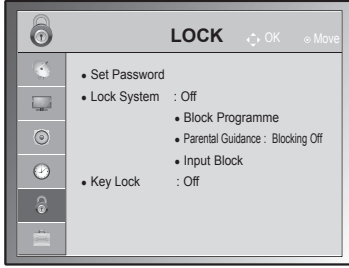 LOCK OK Move
• Set Password
• Lock System : Off
• Block Programme
• Parental Guidance : Blocking Off
• Input Block
• Key Lock : Off